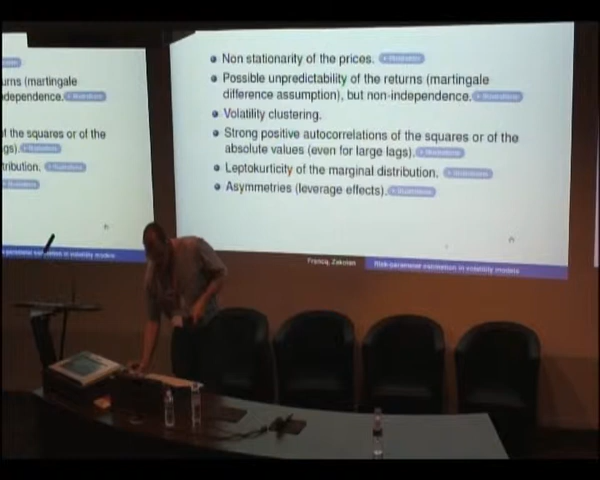 Non stationarity of the prices.
Possible unpredictability of the returns (martingale
difference assumption), but non-independence.
Volatility clustering.
Strong positive autocorrelations of the squares or of the
absolute values (even for large lags).
Leptokurticity of the marginal distribution.
Asymmetries (leverage effects).
Francq, Zakoian
Risk-parameter estimation in volatility models
urns (martingale
dependence.
f the squares or of the
gs).
tribution.